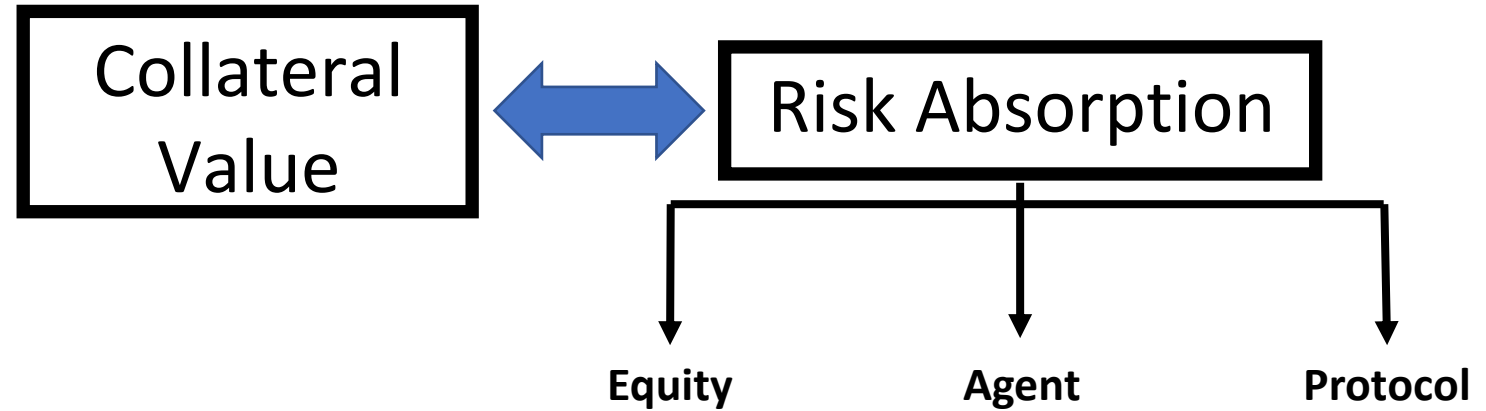 Collateral
Value
Risk Absorption
Equity
Agent
Protocol